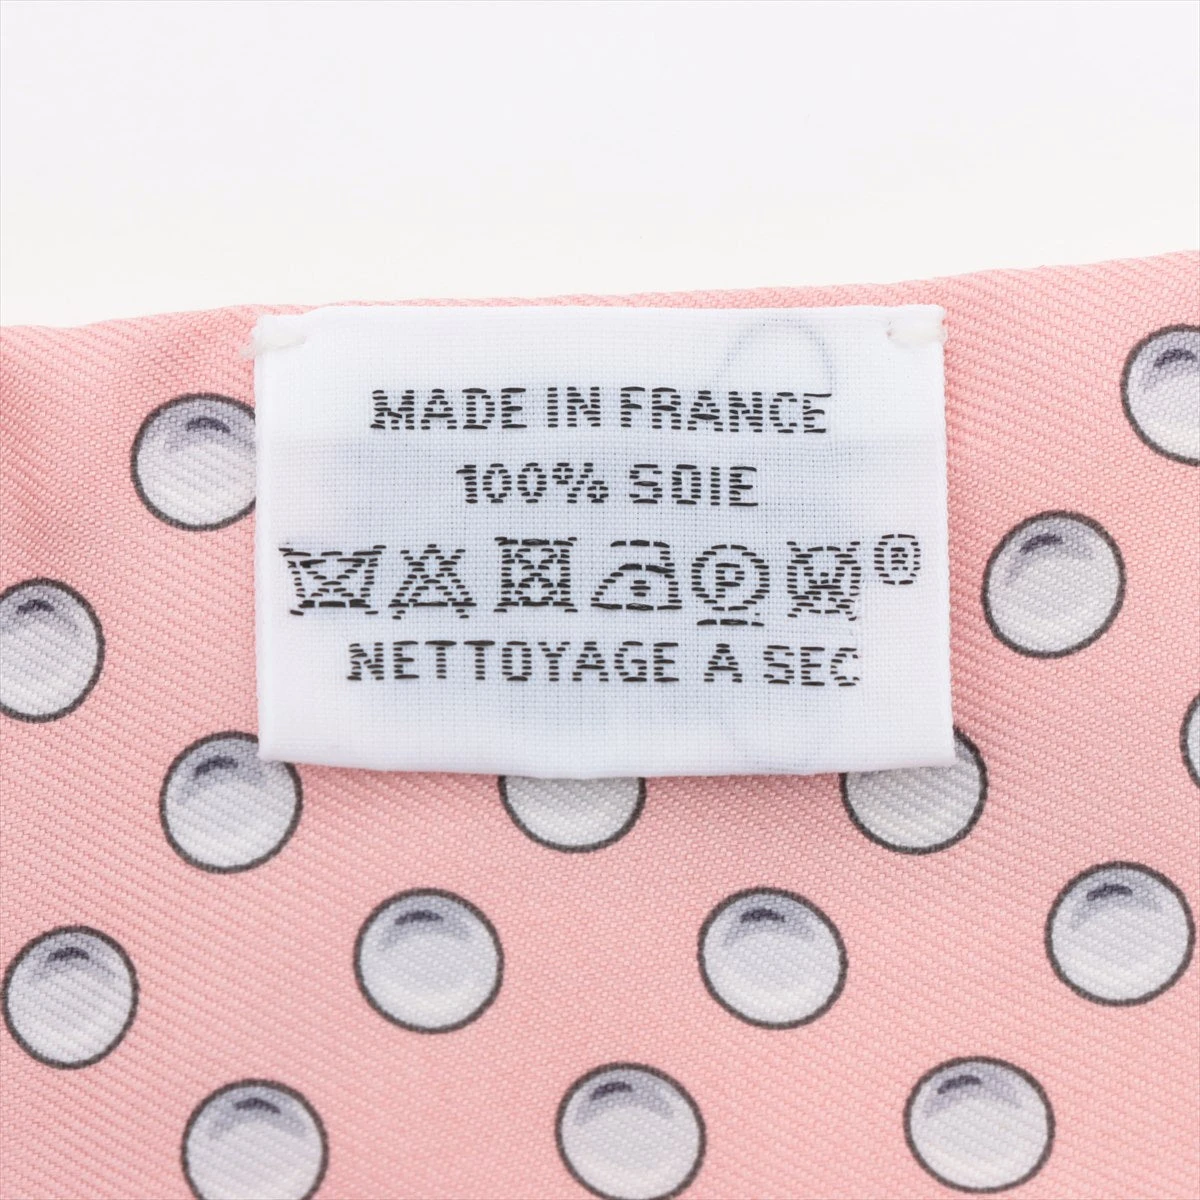 MADE IN FRANCE
100% SOIE
P W ®
NETTOYAGE A SEC